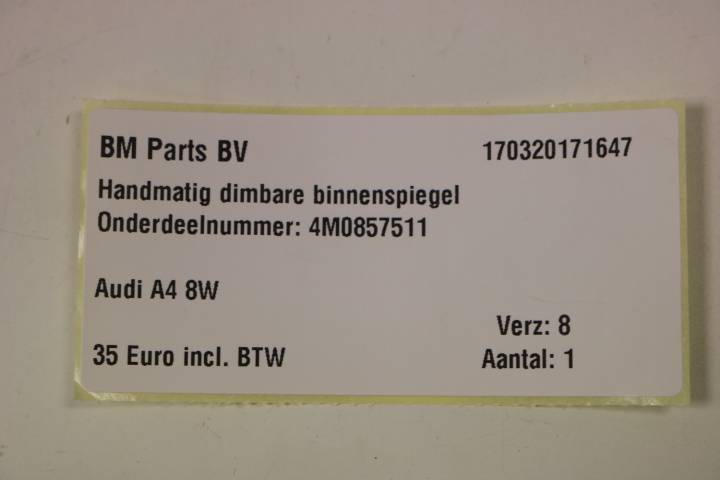 BM Parts BV 170320171647
Handmatig dimbare binnenspiegel
Onderdeelnummer: 4M0857511
Audi A4 8W
Verz: 8
35 Euro incl. BTW Aantal: 1